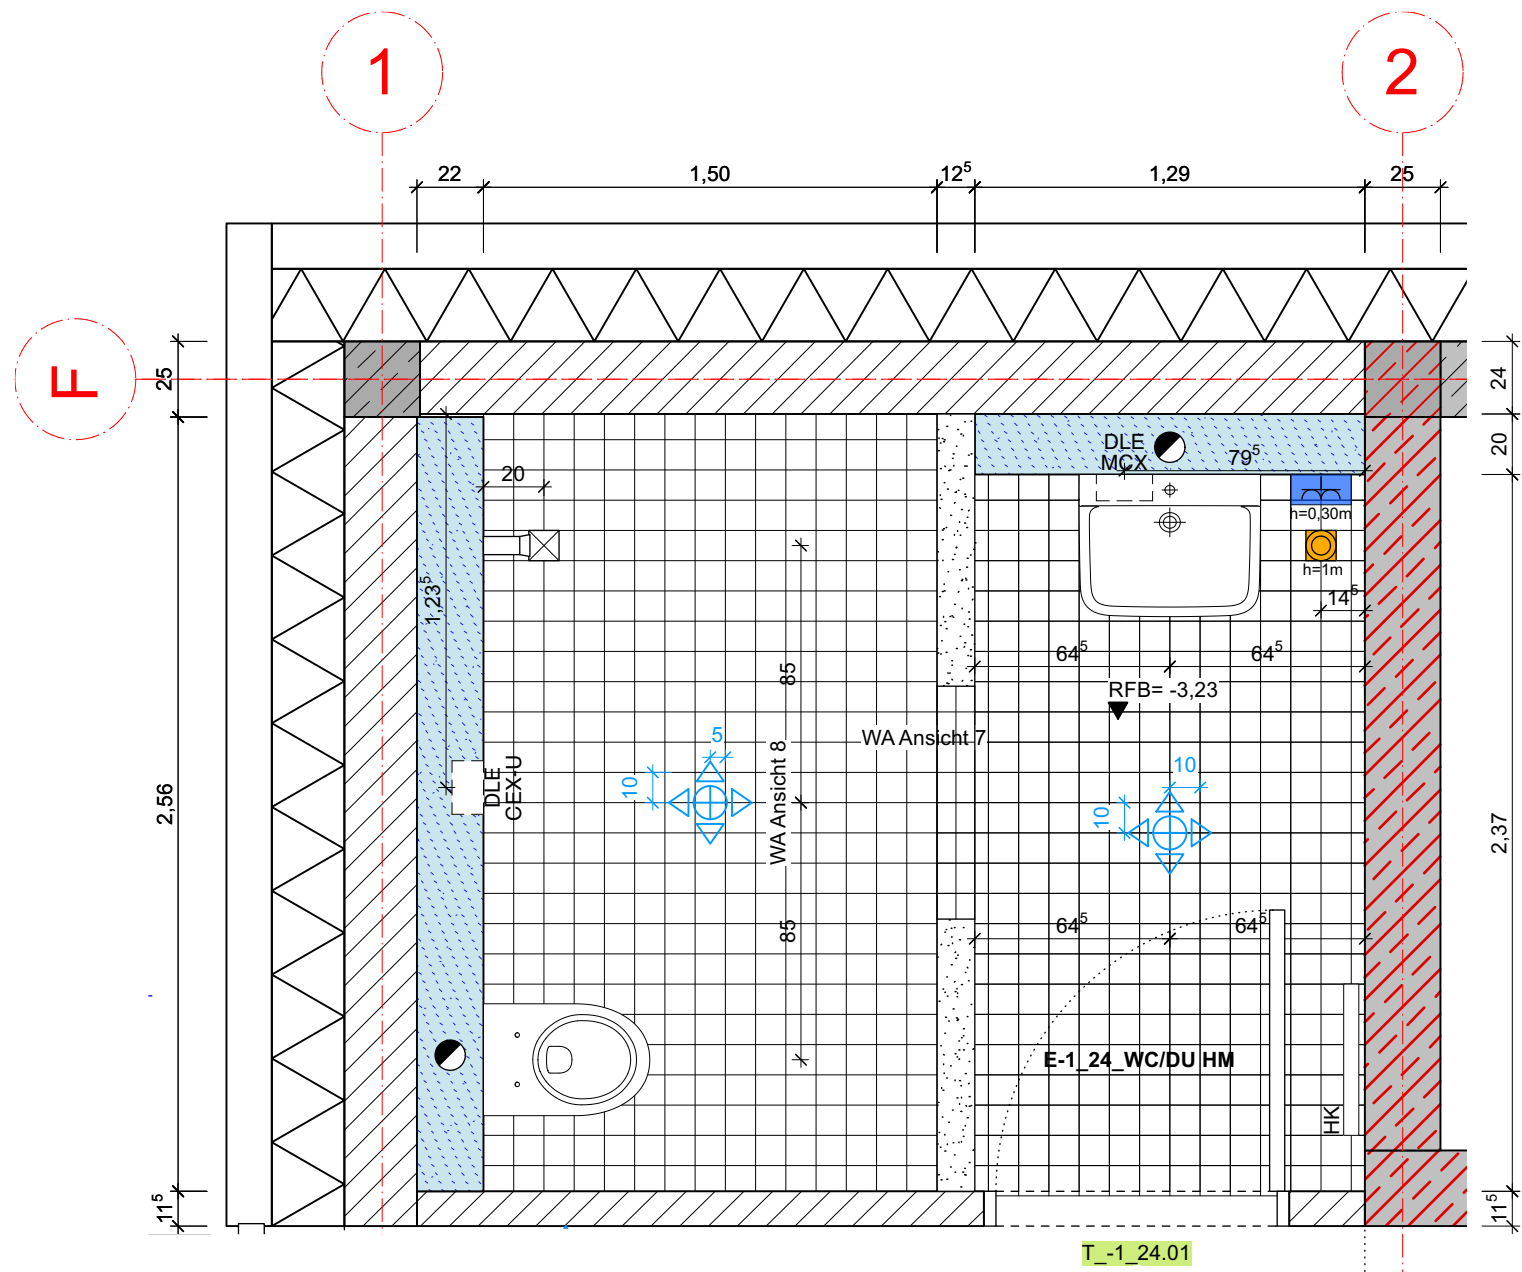 1
2
22
1,50
12⁵
1,29
25
F
25
24
20
DLE
MCX
79⁵
20
h=0,30m
h=1m
14⁵
1,23⁵
64⁵
64⁵
85
RFB= -3,23
WA Ansicht 7
5
10
DLE
CEX-U
WA Ansicht 8
10
10
2,56
2,37
85
64⁵
64⁵
E-1_24_WC/DU HM
HK
11⁵
11⁵
T_-1_24.01